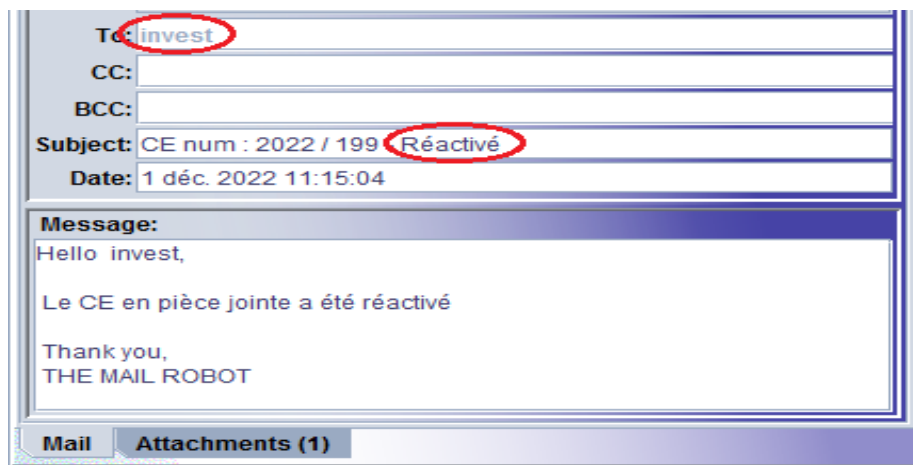 To: invest
CC:
BCC:
Subject: CE num : 2022 / 199 Réactivé
Date: 1 déc. 2022 11:15:04
Message:
Hello invest,
Le CE en pièce jointe a été réactivé
Thank you,
THE MAIL ROBOT
Mail Attachments (1)